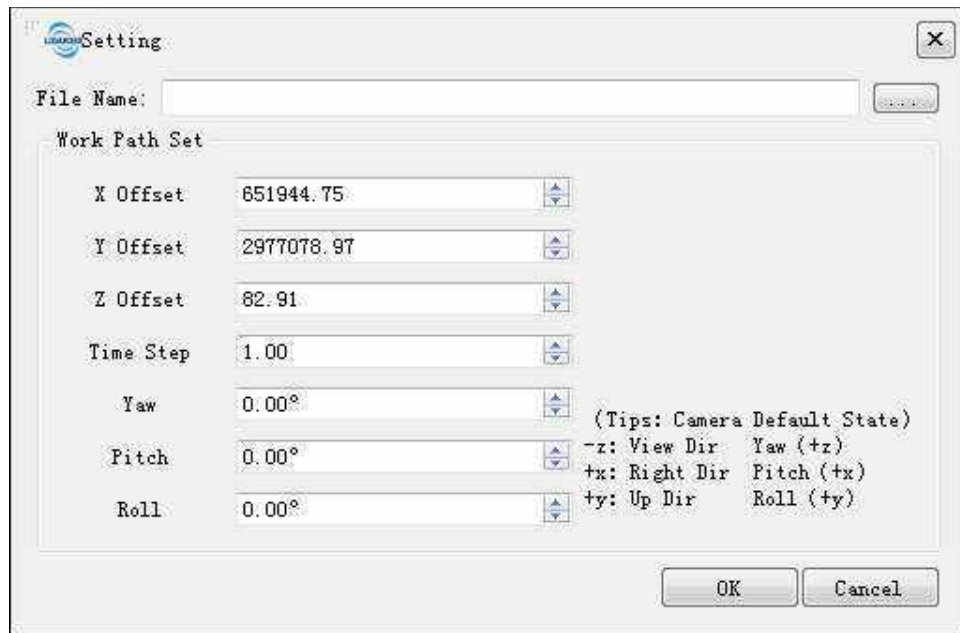 Setting
File Name:
...
Work Path Set
X Offset 651944.75
Y Offset 2977078.97
Z Offset 82.91
Time Step 1.00
Yaw 0.00°
Pitch 0.00°
Roll 0.00°
(Tips: Camera Default State)
-z: View Dir Yaw (+z)
+x: Right Dir Pitch (+x)
+y: Up Dir Roll (+y)
OK Cancel